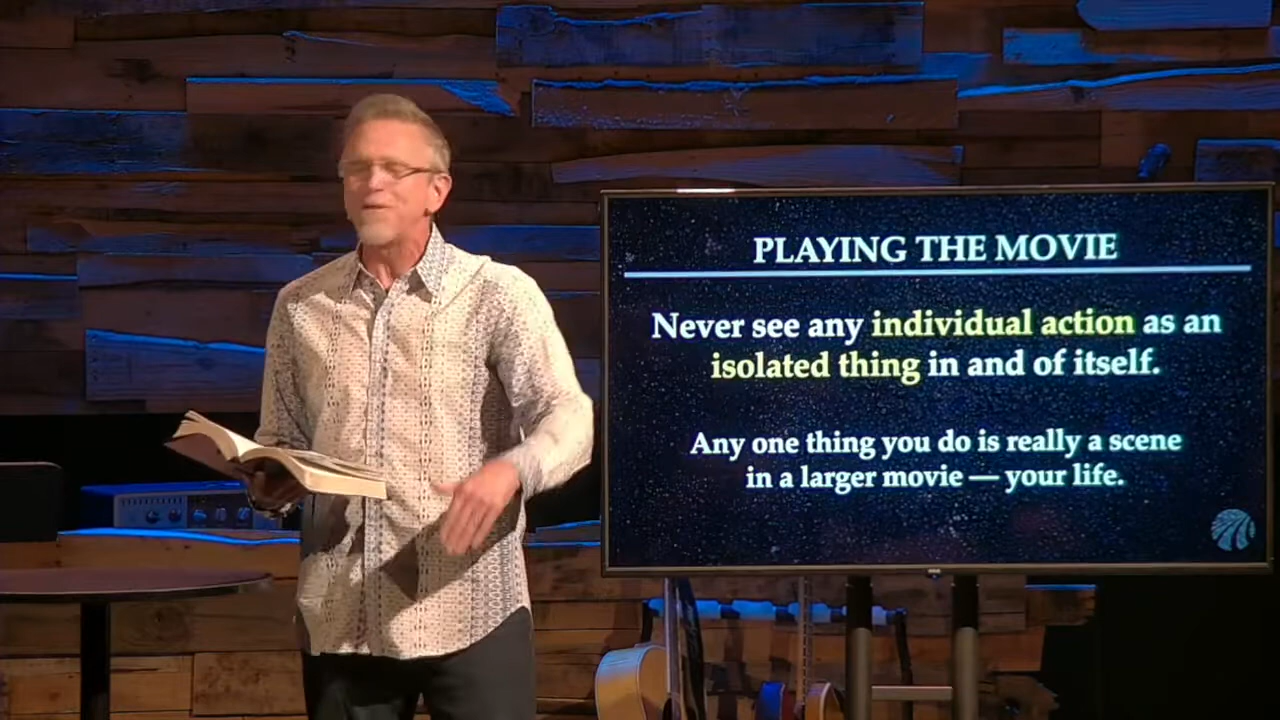 PLAYING THE MOVIE
Never see any individual action as an
isolated thing in and of itself.
Any one thing you do is really a scene
in a larger movie — your life.